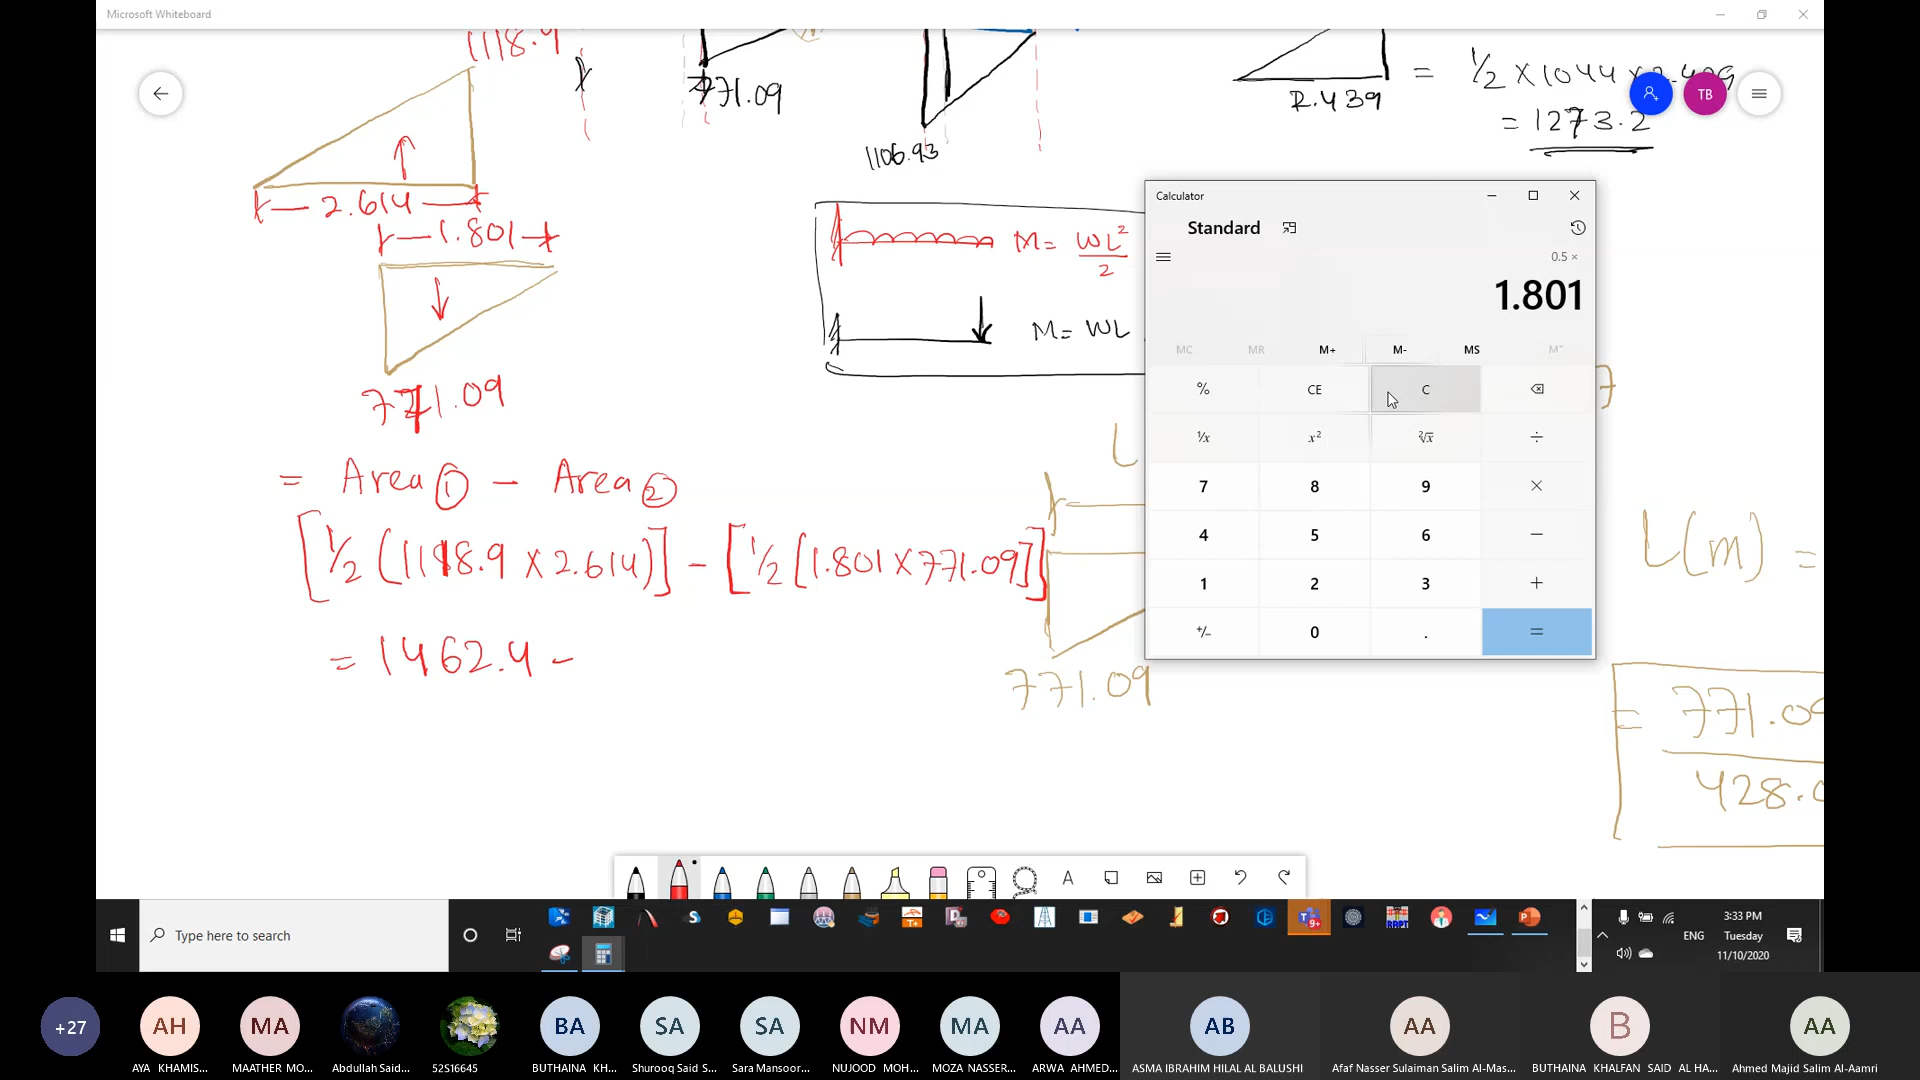 Microsoft Whiteboard
1118.9
771.09
1106.93
2.439
= ½ × 1044 × 2.439
= 1273.2
TB
2.614
1.801
771.09
M = WL²/2
M = WL
= Area ① - Area ②
[½ (1118.9 × 2.614)] - [½ [1.801 × 771.09]]
= 1462.4 -
771.09
L(m) =
= 771.09
428.0
Calculator
Standard
0.5 ×
1.801
MC MR M+ M- MS M˅
% CE C
¹/x x² ²√x ÷
7 8 9 ×
4 5 6 −
1 2 3 +
+/− 0 . =
Type here to search
9+
ENG
3:33 PM
Tuesday
11/10/2020
+27
AH
MA
BA
SA
SA
NM
MA
AA
AB
AA
B
AA
AYA KHAMIS...
MAATHER MO...
Abdullah Said...
52S16645
BUTHAINA KH...
Shurooq Said S...
Sara Mansoor...
NUJOOD MOH...
MOZA NASSER...
ARWA AHMED...
ASMA IBRAHIM HILAL AL BALUSHI
Afaf Nasser Sulaiman Salim Al-Mas...
BUTHAINA KHALFAN SAID AL HA...
Ahmed Majid Salim Al-Aamri